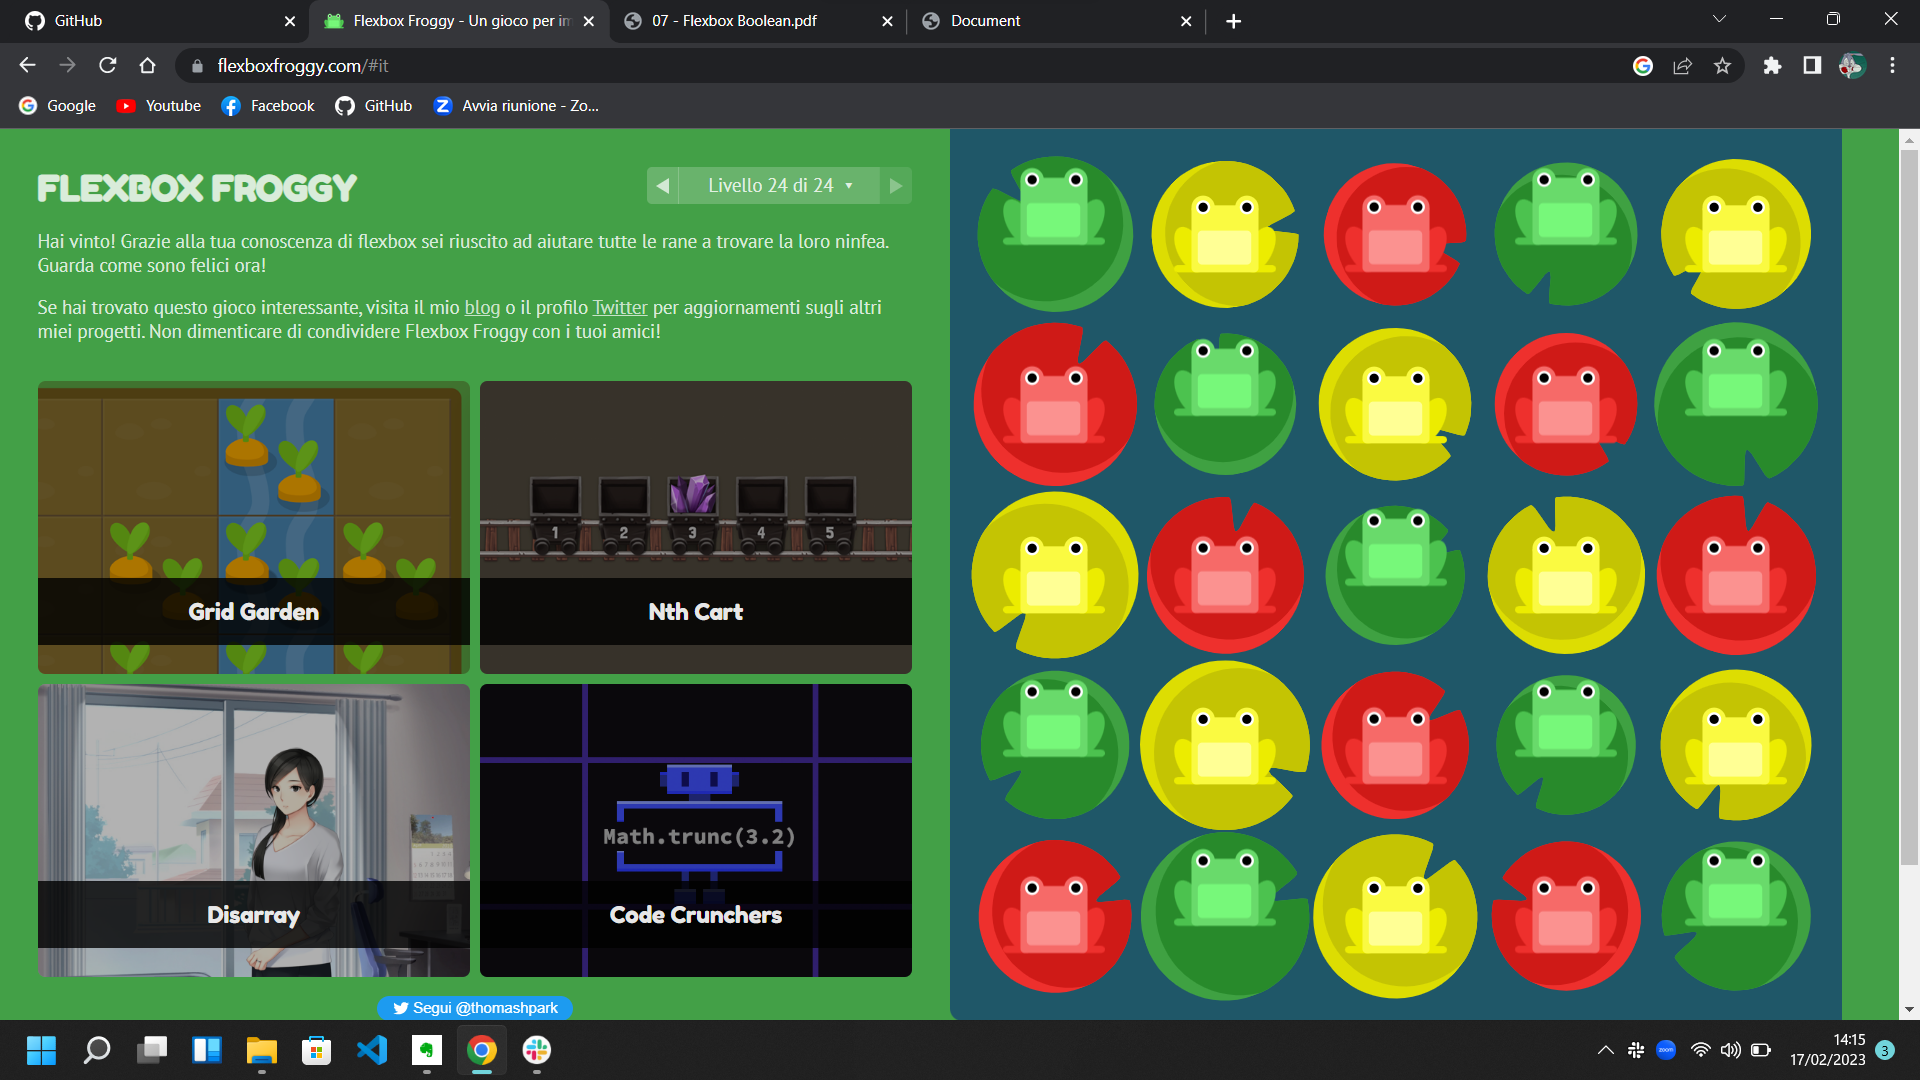 GitHub
Flexbox Froggy - Un gioco per im
07 - Flexbox Boolean.pdf
Document
flexboxfroggy.com/#it
Google
Youtube
Facebook
GitHub
Avvia riunione - Zo...
FLEXBOX FROGGY
Livello 24 di 24
Hai vinto! Grazie alla tua conoscenza di flexbox sei riuscito ad aiutare tutte le rane a trovare la loro ninfea.
Guarda come sono felici ora!
Se hai trovato questo gioco interessante, visita il mio blog o il profilo Twitter per aggiornamenti sugli altri
miei progetti. Non dimenticare di condividere Flexbox Froggy con i tuoi amici!
1 2 3 4 5
Grid Garden
Nth Cart
Math.trunc(3.2)
Disarray
Code Crunchers
Segui @thomashpark
zoom
14:15
17/02/2023
3